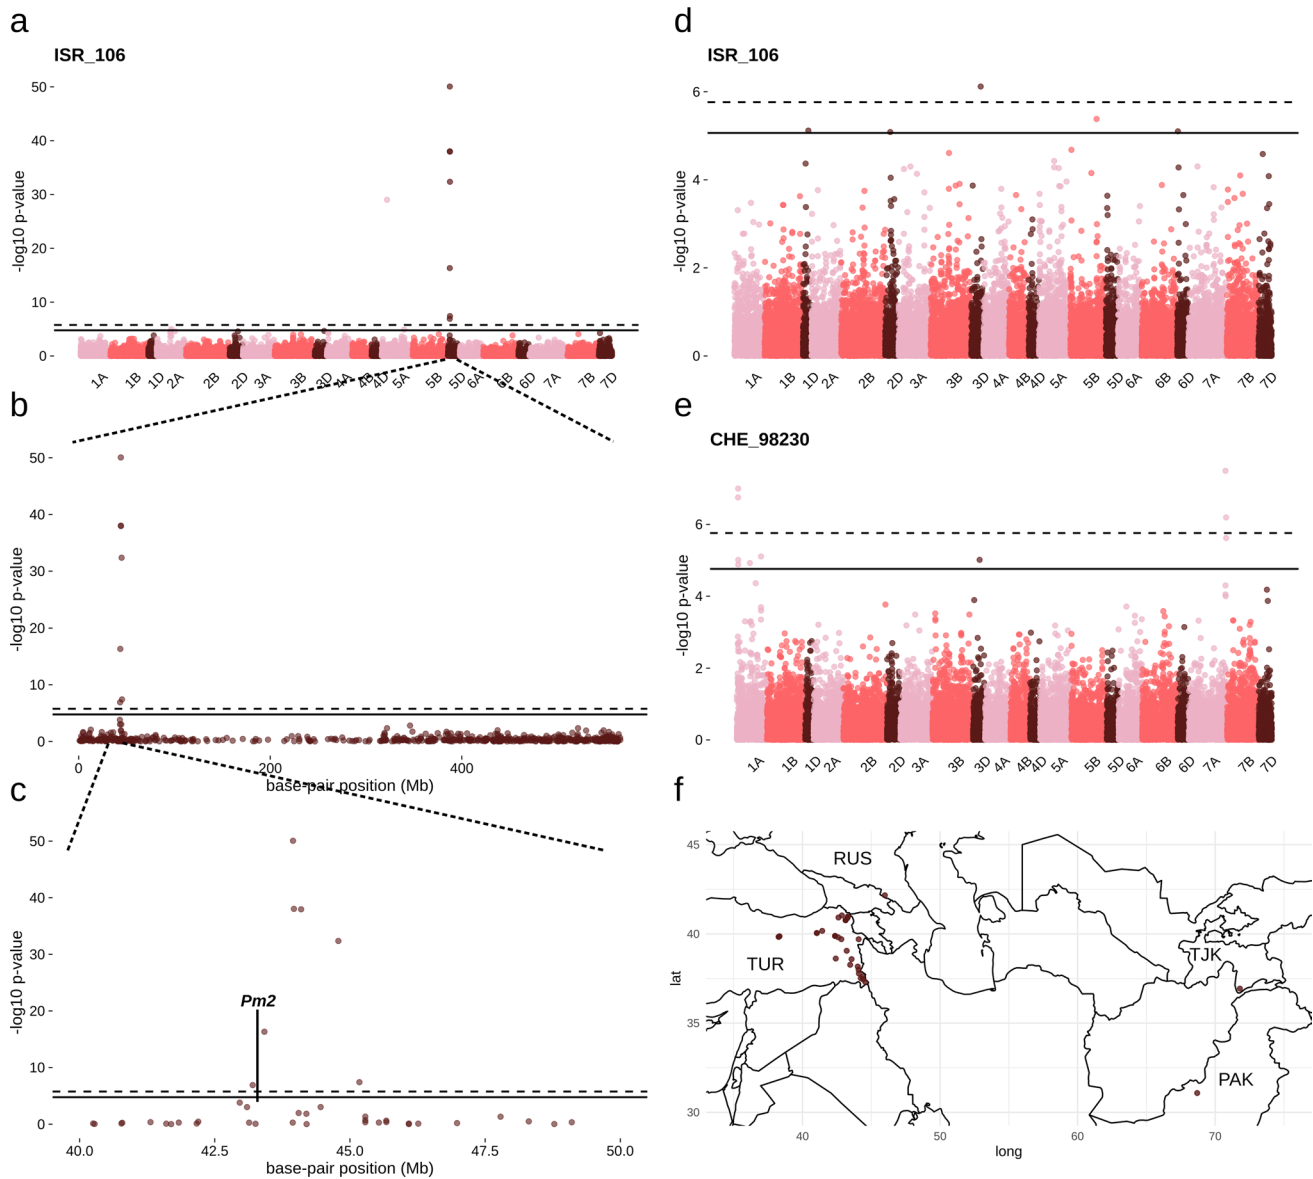 a
ISR_106
50
40
30
20
10
0
-log10 p-value
1A 1B 1D 2A 2B 2D 3A 3B 3D 4A 4B 4D 5A 5B 5D 6A 6B 6D 7A 7B 7D
b
50
40
30
20
10
0
-log10 p-value
0 200 400
base-pair position (Mb)
c
50
40
30
20
10
0
-log10 p-value
Pm2
40.0 42.5 45.0 47.5 50.0
base-pair position (Mb)
d
ISR_106
6
4
2
0
-log10 p-value
1A 1B 1D 2A 2B 2D 3A 3B 3D 4A 4B 4D 5A 5B 5D 6A 6B 6D 7A 7B 7D
e
CHE_98230
6
4
2
0
-log10 p-value
1A 1B 1D 2A 2B 2D 3A 3B 3D 4A 4B 4D 5A 5B 5D 6A 6B 6D 7A 7B 7D
f
45
40
35
30
lat
RUS
TUR
TJK
PAK
40 50 60 70
long